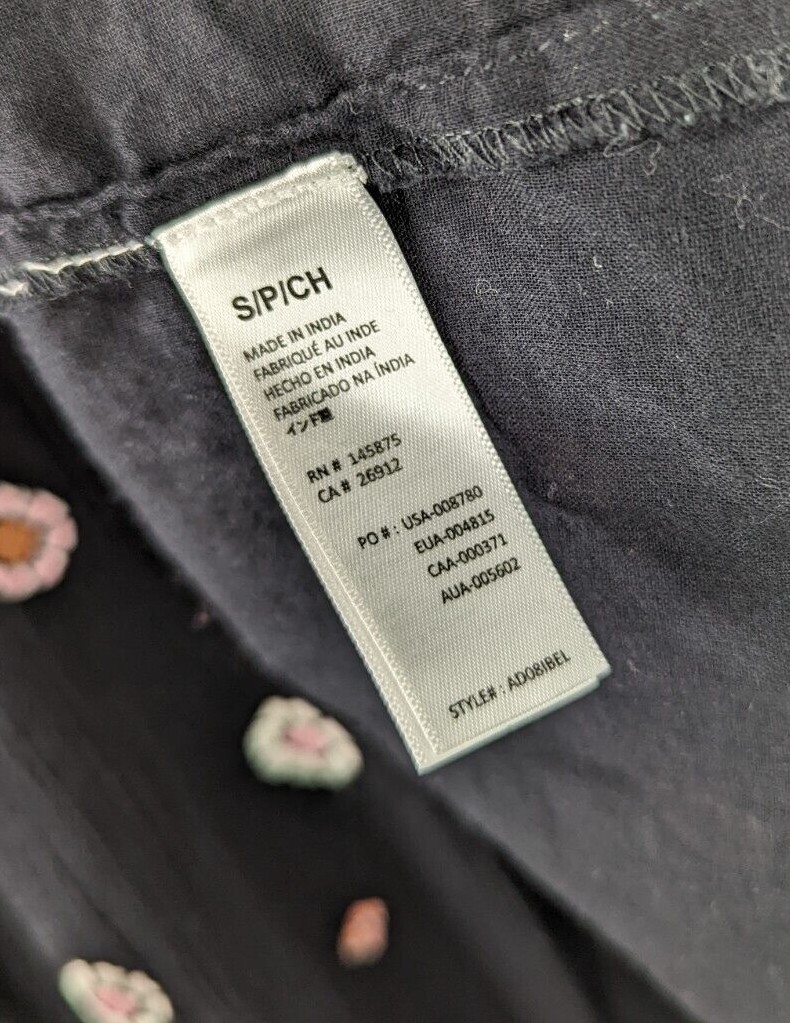 S/P/CH
MADE IN INDIA
FABRIQUÉ AU INDE
HECHO EN INDIA
FABRICADO NA ÍNDIA
インド製
RN # 145875
CA # 26912
PO # : USA-008780
EUA-004815
CAA-000371
AUA-005602
STYLE# : AD08IBEL